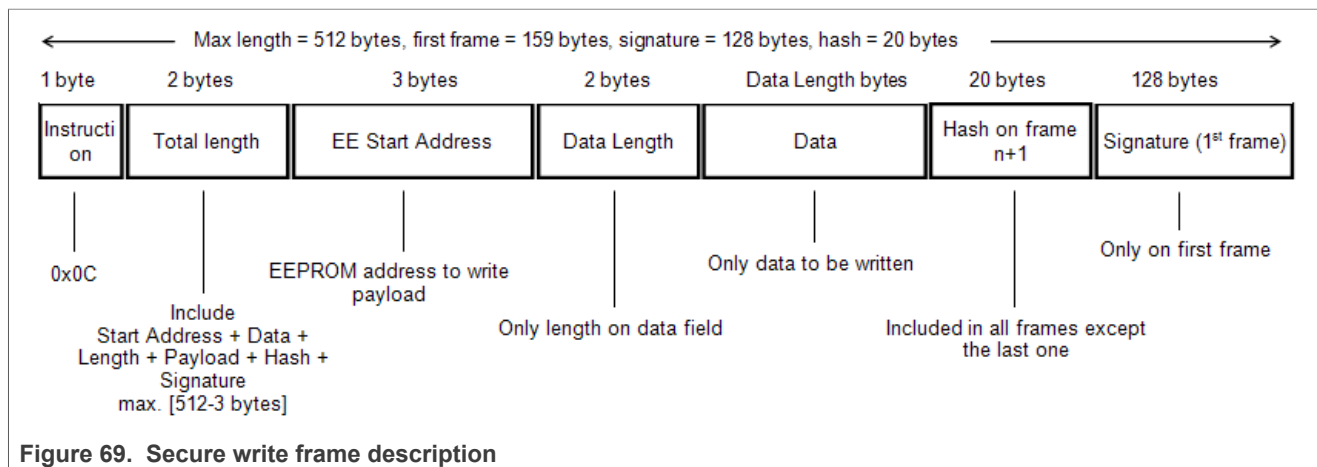 Max length = 512 bytes, first frame = 159 bytes, signature = 128 bytes, hash = 20 bytes
1 byte 2 bytes 3 bytes 2 bytes Data Length bytes 20 bytes 128 bytes
Instructi
on
Total length
EE Start Address
Data Length
Data
Hash on frame
n+1
Signature (1st frame)
0x0C
Include
Start Address + Data +
Length + Payload + Hash +
Signature
max. [512-3 bytes]
EEPROM address to write
payload
Only length on data field
Only data to be written
Included in all frames except
the last one
Only on first frame
Figure 69. Secure write frame description